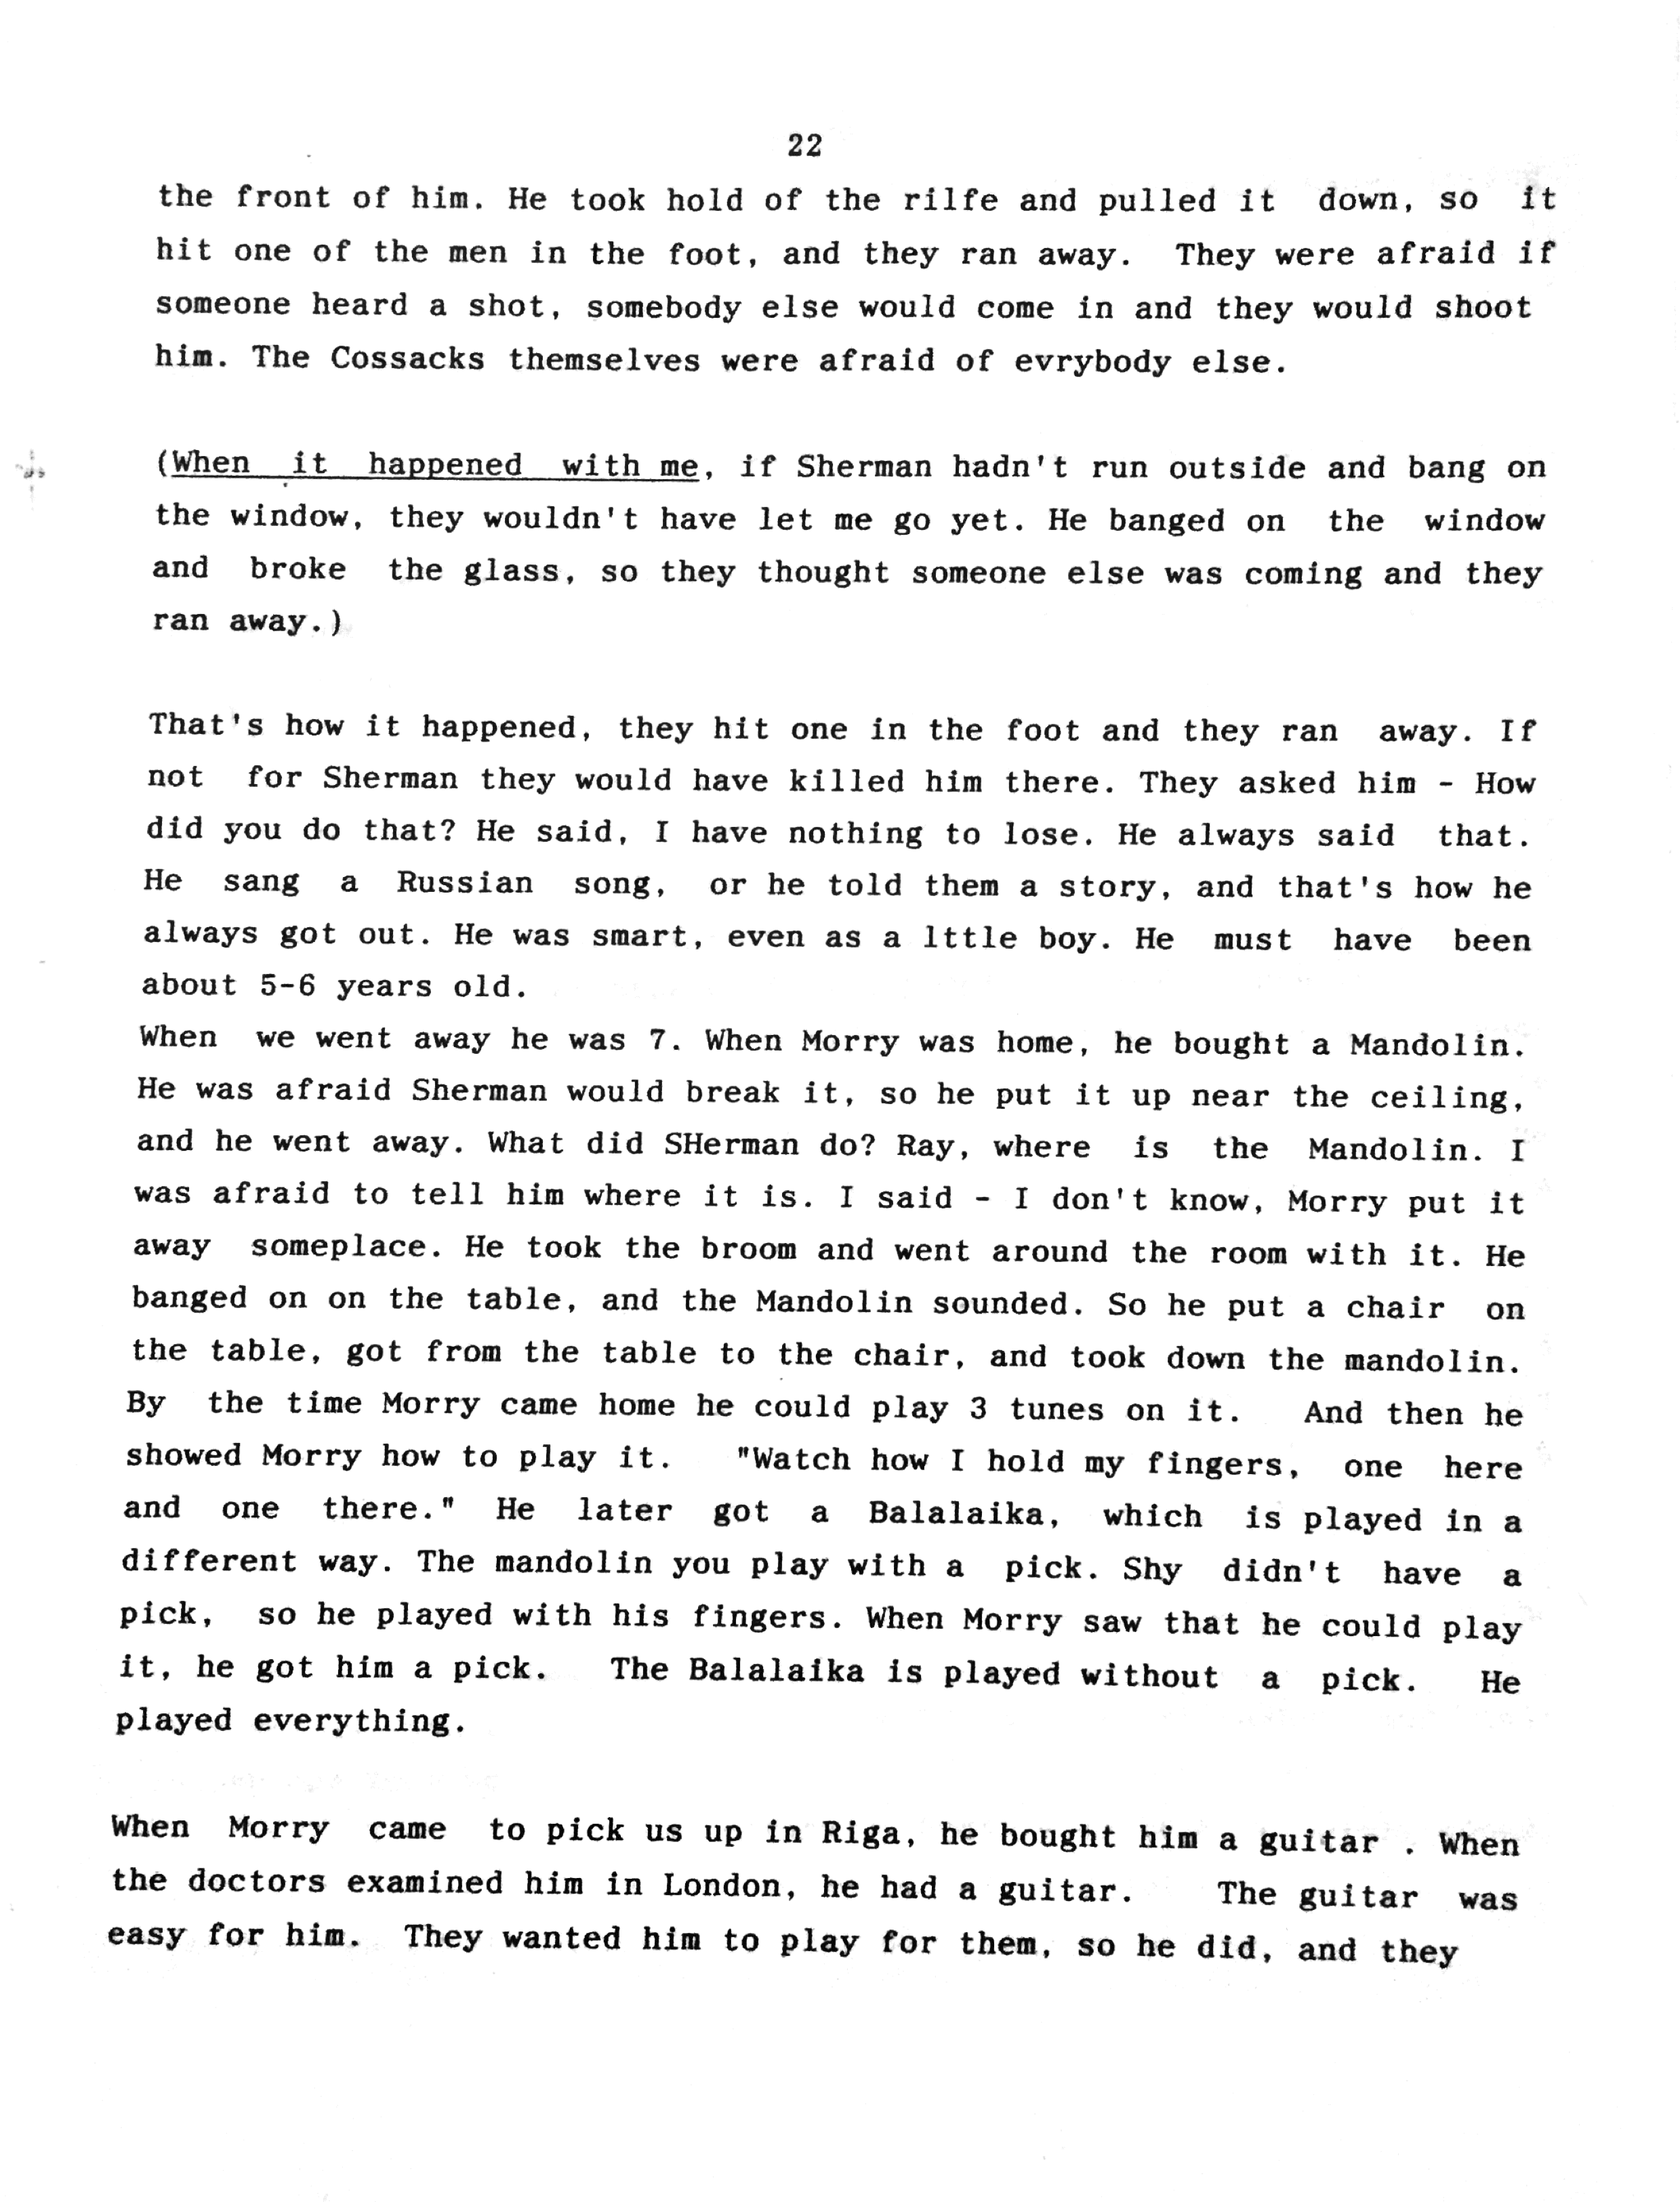 22
the front of him. He took hold of the rilfe and pulled it down, so it
hit one of the men in the foot, and they ran away. They were afraid if
someone heard a shot, somebody else would come in and they would shoot
him. The Cossacks themselves were afraid of evrybody else.
(When it happened with me, if Sherman hadn't run outside and bang on
the window, they wouldn't have let me go yet. He banged on the window
and broke the glass, so they thought someone else was coming and they
ran away.)
That's how it happened, they hit one in the foot and they ran away. If
not for Sherman they would have killed him there. They asked him - How
did you do that? He said, I have nothing to lose. He always said that.
He sang a Russian song, or he told them a story, and that's how he
always got out. He was smart, even as a lttle boy. He must have been
about 5-6 years old.
When we went away he was 7. When Morry was home, he bought a Mandolin.
He was afraid Sherman would break it, so he put it up near the ceiling,
and he went away. What did SHerman do? Ray, where is the Mandolin. I
was afraid to tell him where it is. I said - I don't know, Morry put it
away someplace. He took the broom and went around the room with it. He
banged on on the table, and the Mandolin sounded. So he put a chair on
the table, got from the table to the chair, and took down the mandolin.
By the time Morry came home he could play 3 tunes on it. And then he
showed Morry how to play it. "Watch how I hold my fingers, one here
and one there." He later got a Balalaika, which is played in a
different way. The mandolin you play with a pick. Shy didn't have a
pick, so he played with his fingers. When Morry saw that he could play
it, he got him a pick. The Balalaika is played without a pick. He
played everything.
When Morry came to pick us up in Riga, he bought him a guitar . When
the doctors examined him in London, he had a guitar. The guitar was
easy for him. They wanted him to play for them, so he did, and they